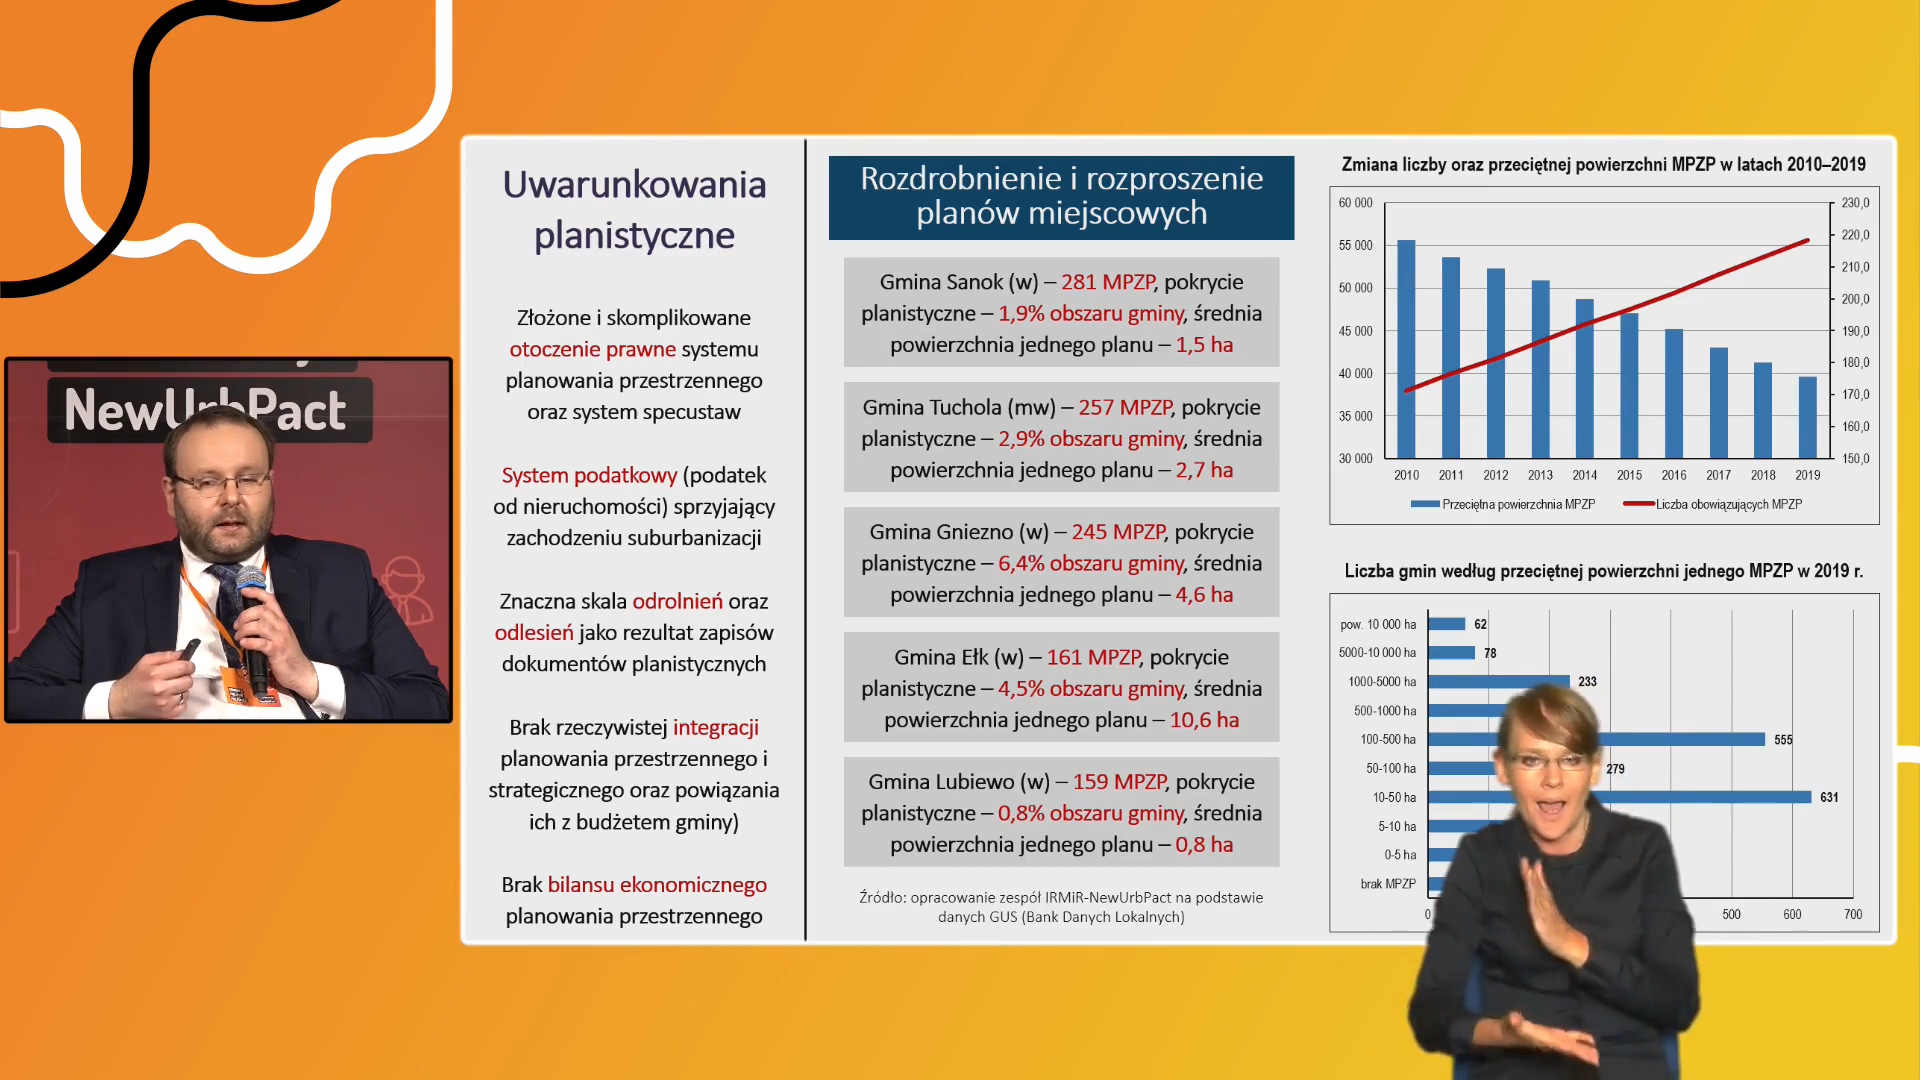 NewUrbPact
Uwarunkowania
planistyczne
Złożone i skomplikowane
otoczenie prawne systemu
planowania przestrzennego
oraz system specustaw
System podatkowy (podatek
od nieruchomości) sprzyjający
zachodzeniu suburbanizacji
Znaczna skala odrolnień oraz
odlesień jako rezultat zapisów
dokumentów planistycznych
Brak rzeczywistej integracji
planowania przestrzennego i
strategicznego oraz powiązania
ich z budżetem gminy)
Brak bilansu ekonomicznego
planowania przestrzennego
Rozdrobnienie i rozproszenie
planów miejscowych
Gmina Sanok (w) – 281 MPZP, pokrycie
planistyczne – 1,9% obszaru gminy, średnia
powierzchnia jednego planu – 1,5 ha
Gmina Tuchola (mw) – 257 MPZP, pokrycie
planistyczne – 2,9% obszaru gminy, średnia
powierzchnia jednego planu – 2,7 ha
Gmina Gniezno (w) – 245 MPZP, pokrycie
planistyczne – 6,4% obszaru gminy, średnia
powierzchnia jednego planu – 4,6 ha
Gmina Ełk (w) – 161 MPZP, pokrycie
planistyczne – 4,5% obszaru gminy, średnia
powierzchnia jednego planu – 10,6 ha
Gmina Lubiewo (w) – 159 MPZP, pokrycie
planistyczne – 0,8% obszaru gminy, średnia
powierzchnia jednego planu – 0,8 ha
Źródło: opracowanie zespół IRMiR-NewUrbPact na podstawie
danych GUS (Bank Danych Lokalnych)
Zmiana liczby oraz przeciętnej powierzchni MPZP w latach 2010–2019
60 000 230,0
55 000 220,0
210,0
50 000 200,0
45 000 190,0
40 000 180,0
35 000 170,0
160,0
30 000 150,0
2010 2011 2012 2013 2014 2015 2016 2017 2018 2019
Przeciętna powierzchnia MPZP Liczba obowiązujących MPZP
Liczba gmin według przeciętnej powierzchni jednego MPZP w 2019 r.
pow. 10 000 ha 62
5000-10 000 ha 78
1000-5000 ha 233
500-1000 ha
100-500 ha 555
50-100 ha 279
10-50 ha 631
5-10 ha
0-5 ha
brak MPZP
0 500 600 700